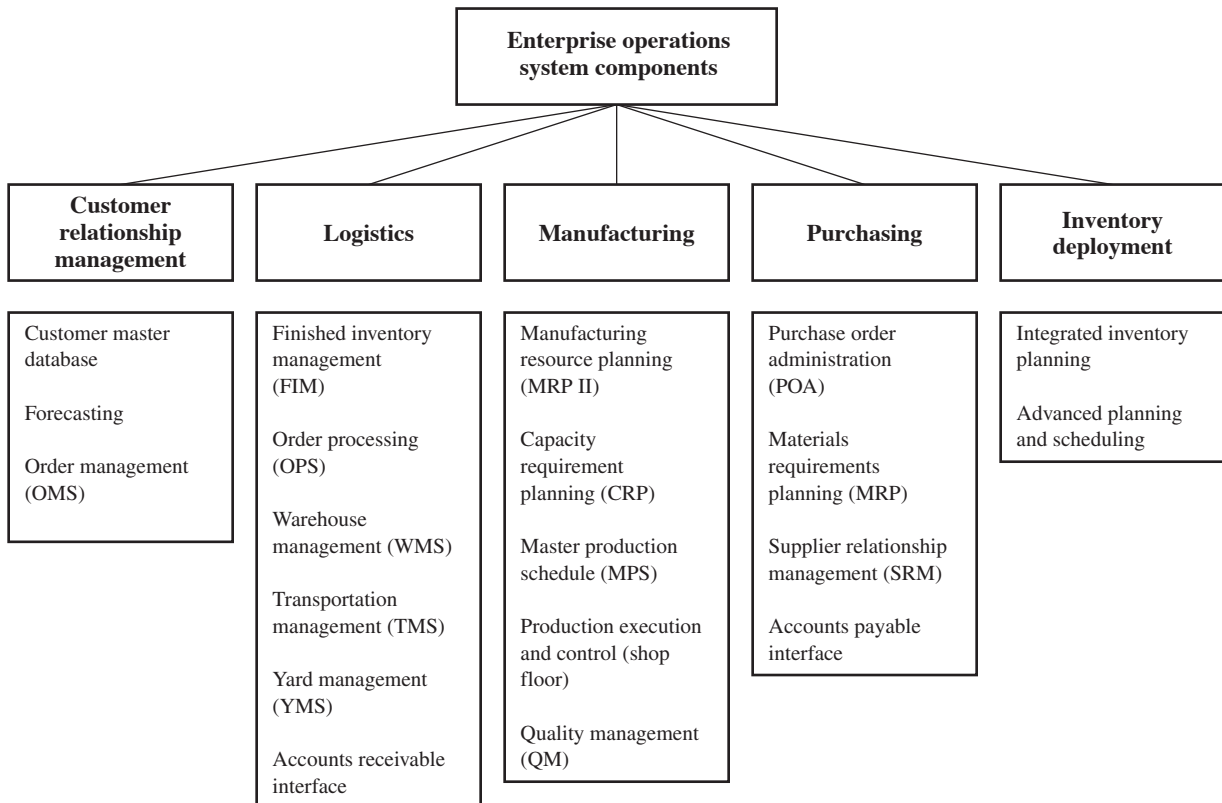 Enterprise operations
system components
Customer
relationship
management
Logistics
Manufacturing
Purchasing
Inventory
deployment
Customer master
database
Forecasting
Order management
(OMS)
Finished inventory
management
(FIM)
Order processing
(OPS)
Warehouse
management (WMS)
Transportation
management (TMS)
Yard management
(YMS)
Accounts receivable
interface
Manufacturing
resource planning
(MRP II)
Capacity
requirement
planning (CRP)
Master production
schedule (MPS)
Production execution
and control (shop
floor)
Quality management
(QM)
Purchase order
administration
(POA)
Materials
requirements
planning (MRP)
Supplier relationship
management (SRM)
Accounts payable
interface
Integrated inventory
planning
Advanced planning
and scheduling